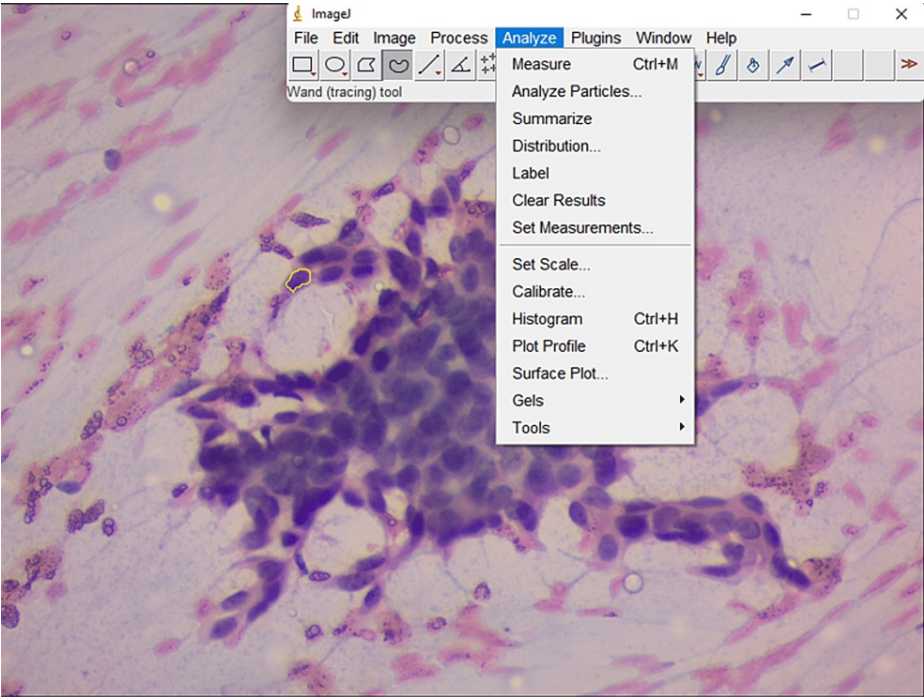 ImageJ
File Edit Image Process Analyze Plugins Window Help
Wand (tracing) tool
Measure Ctrl+M
Analyze Particles...
Summarize
Distribution...
Label
Clear Results
Set Measurements...
Set Scale...
Calibrate...
Histogram Ctrl+H
Plot Profile Ctrl+K
Surface Plot...
Gels
Tools